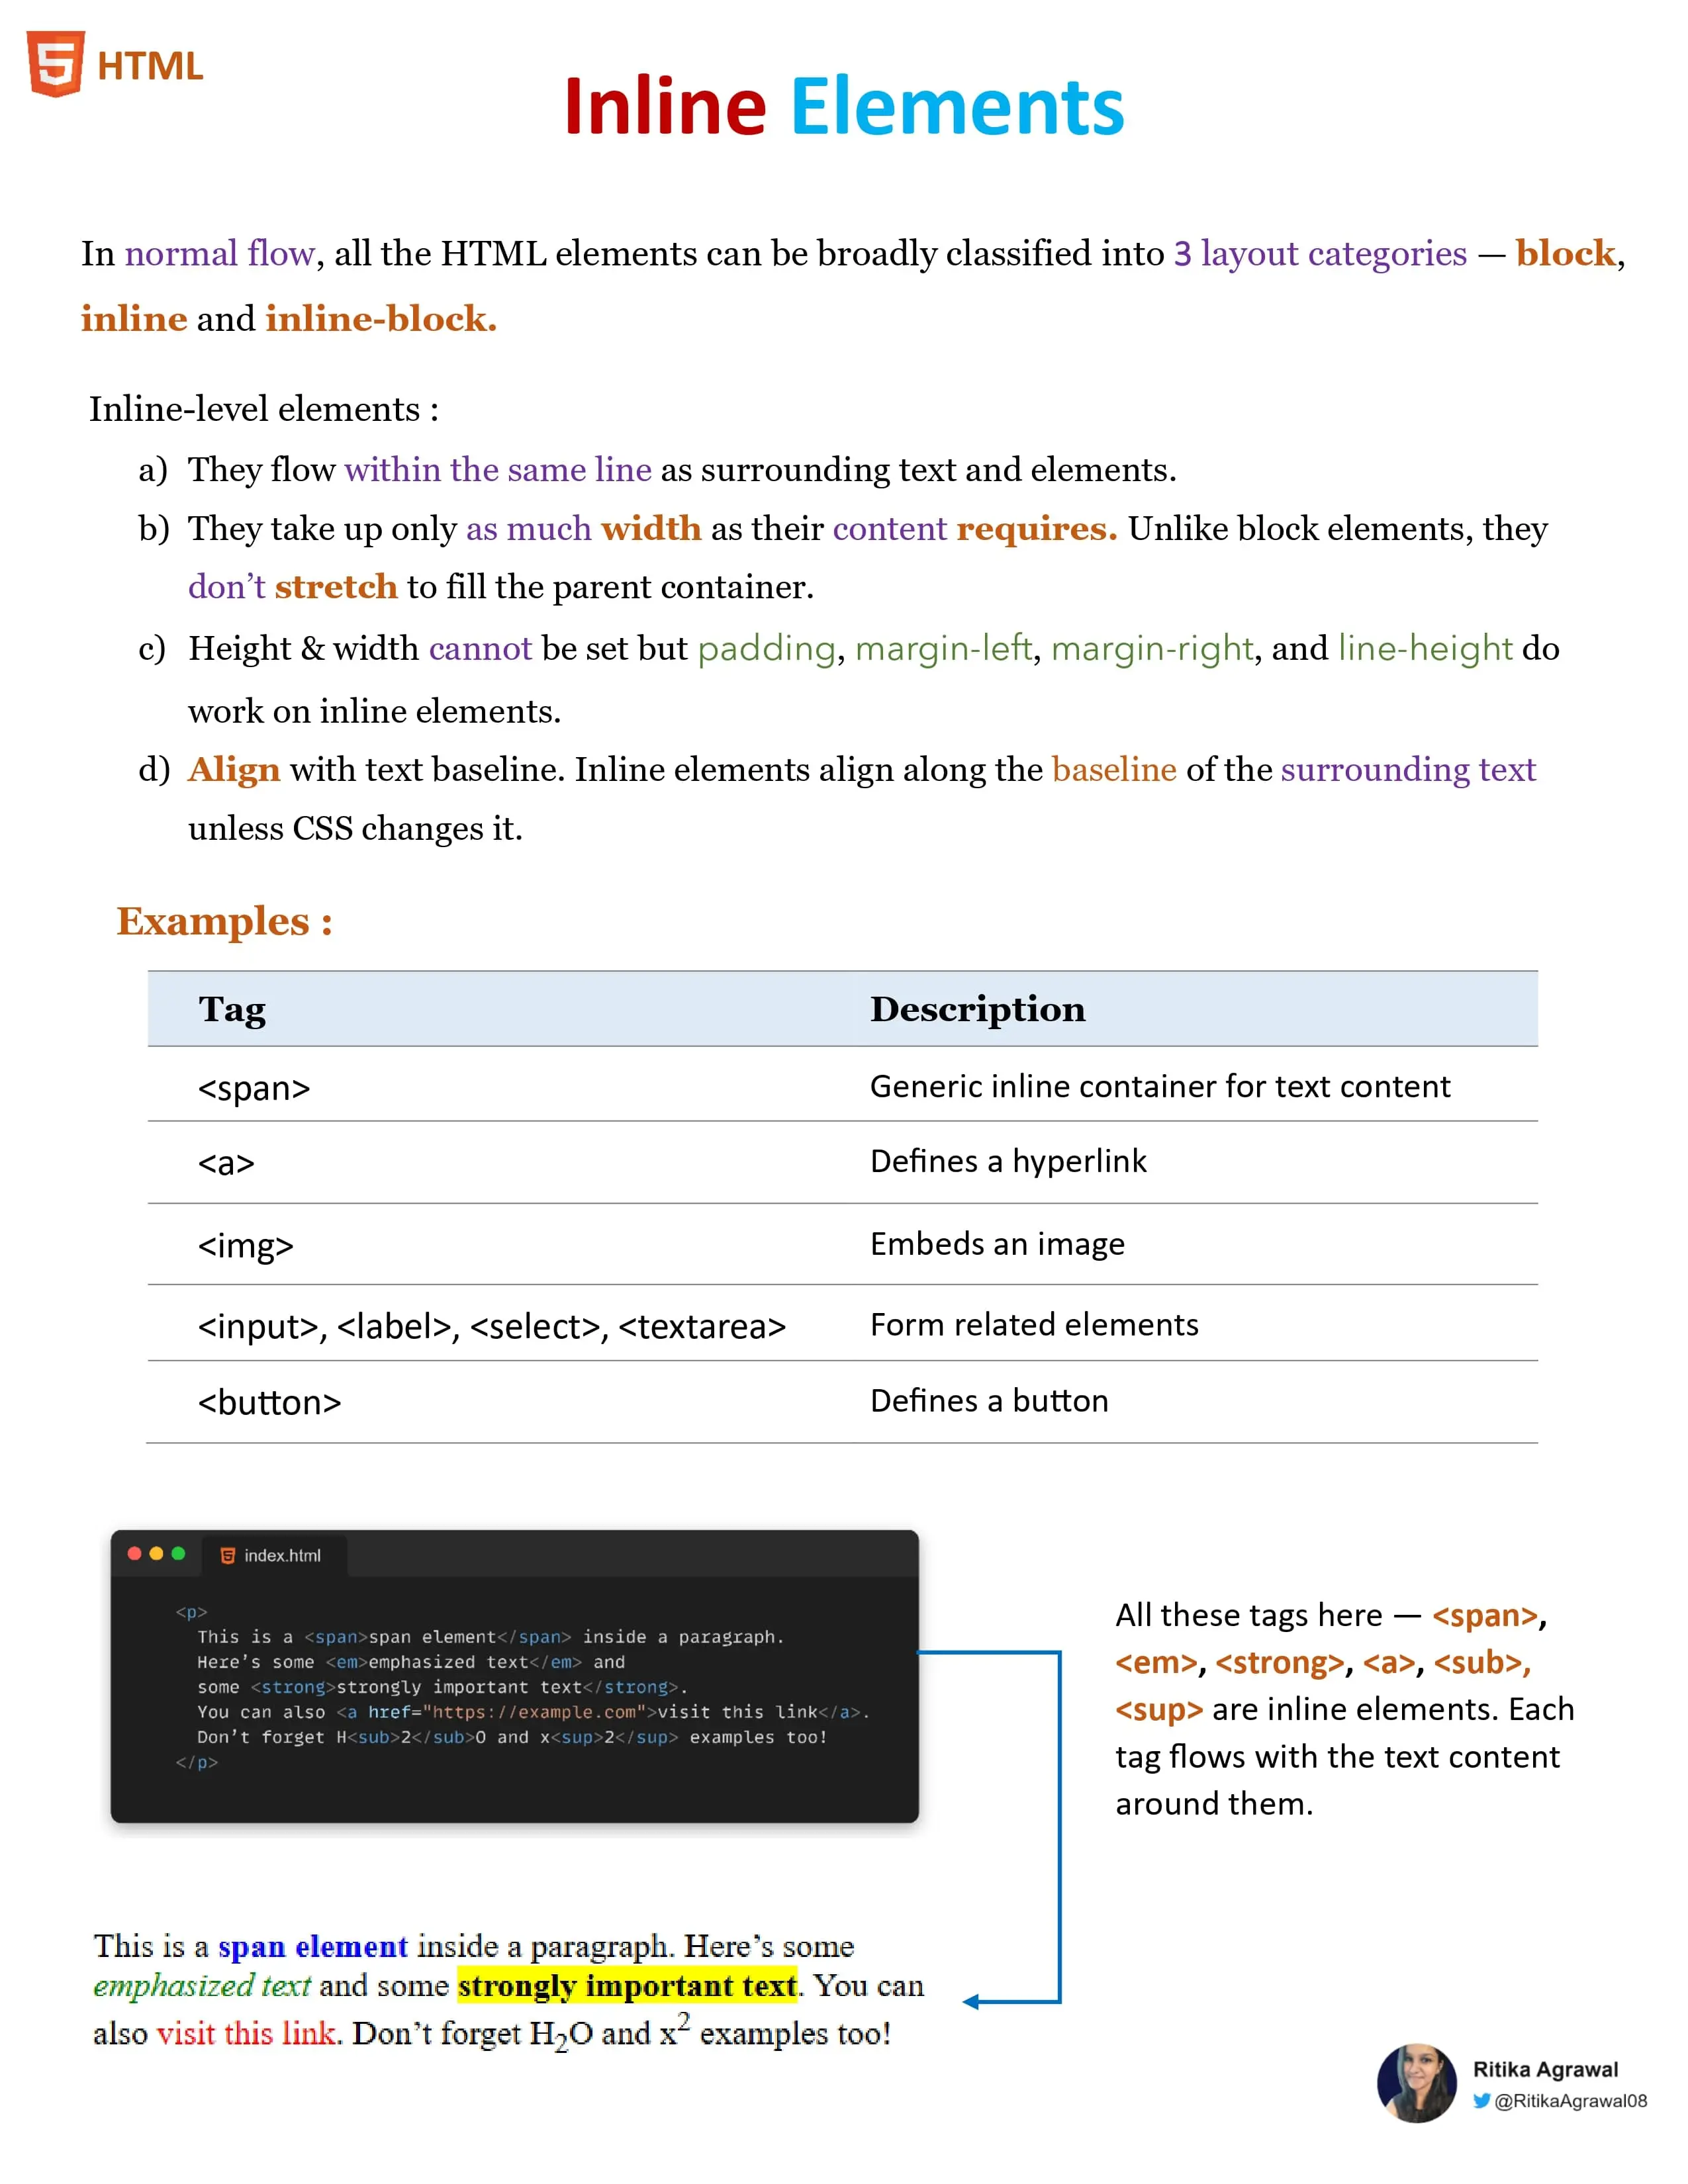 HTML
Inline Elements
In normal flow, all the HTML elements can be broadly classified into 3 layout categories — block,
inline and inline-block.
Inline-level elements :
a) They flow within the same line as surrounding text and elements.
b) They take up only as much width as their content requires. Unlike block elements, they
don’t stretch to fill the parent container.
c) Height & width cannot be set but padding, margin-left, margin-right, and line-height do
work on inline elements.
d) Align with text baseline. Inline elements align along the baseline of the surrounding text
unless CSS changes it.
Examples :
Tag Description
<span> Generic inline container for text content
<a> Defines a hyperlink
<img> Embeds an image
<input>, <label>, <select>, <textarea> Form related elements
<button> Defines a button
index.html
<p>
This is a <span>span element</span> inside a paragraph.
Here’s some <em>emphasized text</em> and
some <strong>strongly important text</strong>.
You can also <a href="https://example.com">visit this link</a>.
Don’t forget H<sub>2</sub>O and x<sup>2</sup> examples too!
</p>
All these tags here — <span>,
<em>, <strong>, <a>, <sub>,
<sup> are inline elements. Each
tag flows with the text content
around them.
This is a span element inside a paragraph. Here’s some
emphasized text and some strongly important text. You can
also visit this link. Don’t forget H₂O and x² examples too!
Ritika Agrawal
@RitikaAgrawal08